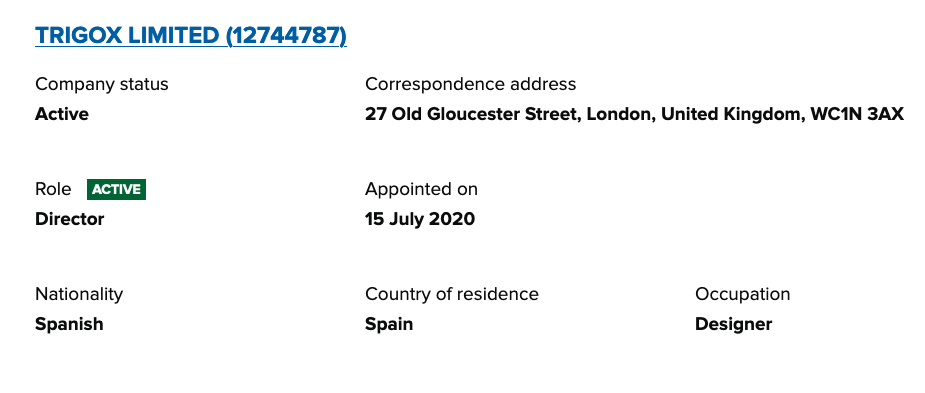 TRIGOX LIMITED (12744787)
Company status
Active
Correspondence address
27 Old Gloucester Street, London, United Kingdom, WC1N 3AX
Role ACTIVE
Director
Appointed on
15 July 2020
Nationality
Spanish
Country of residence
Spain
Occupation
Designer